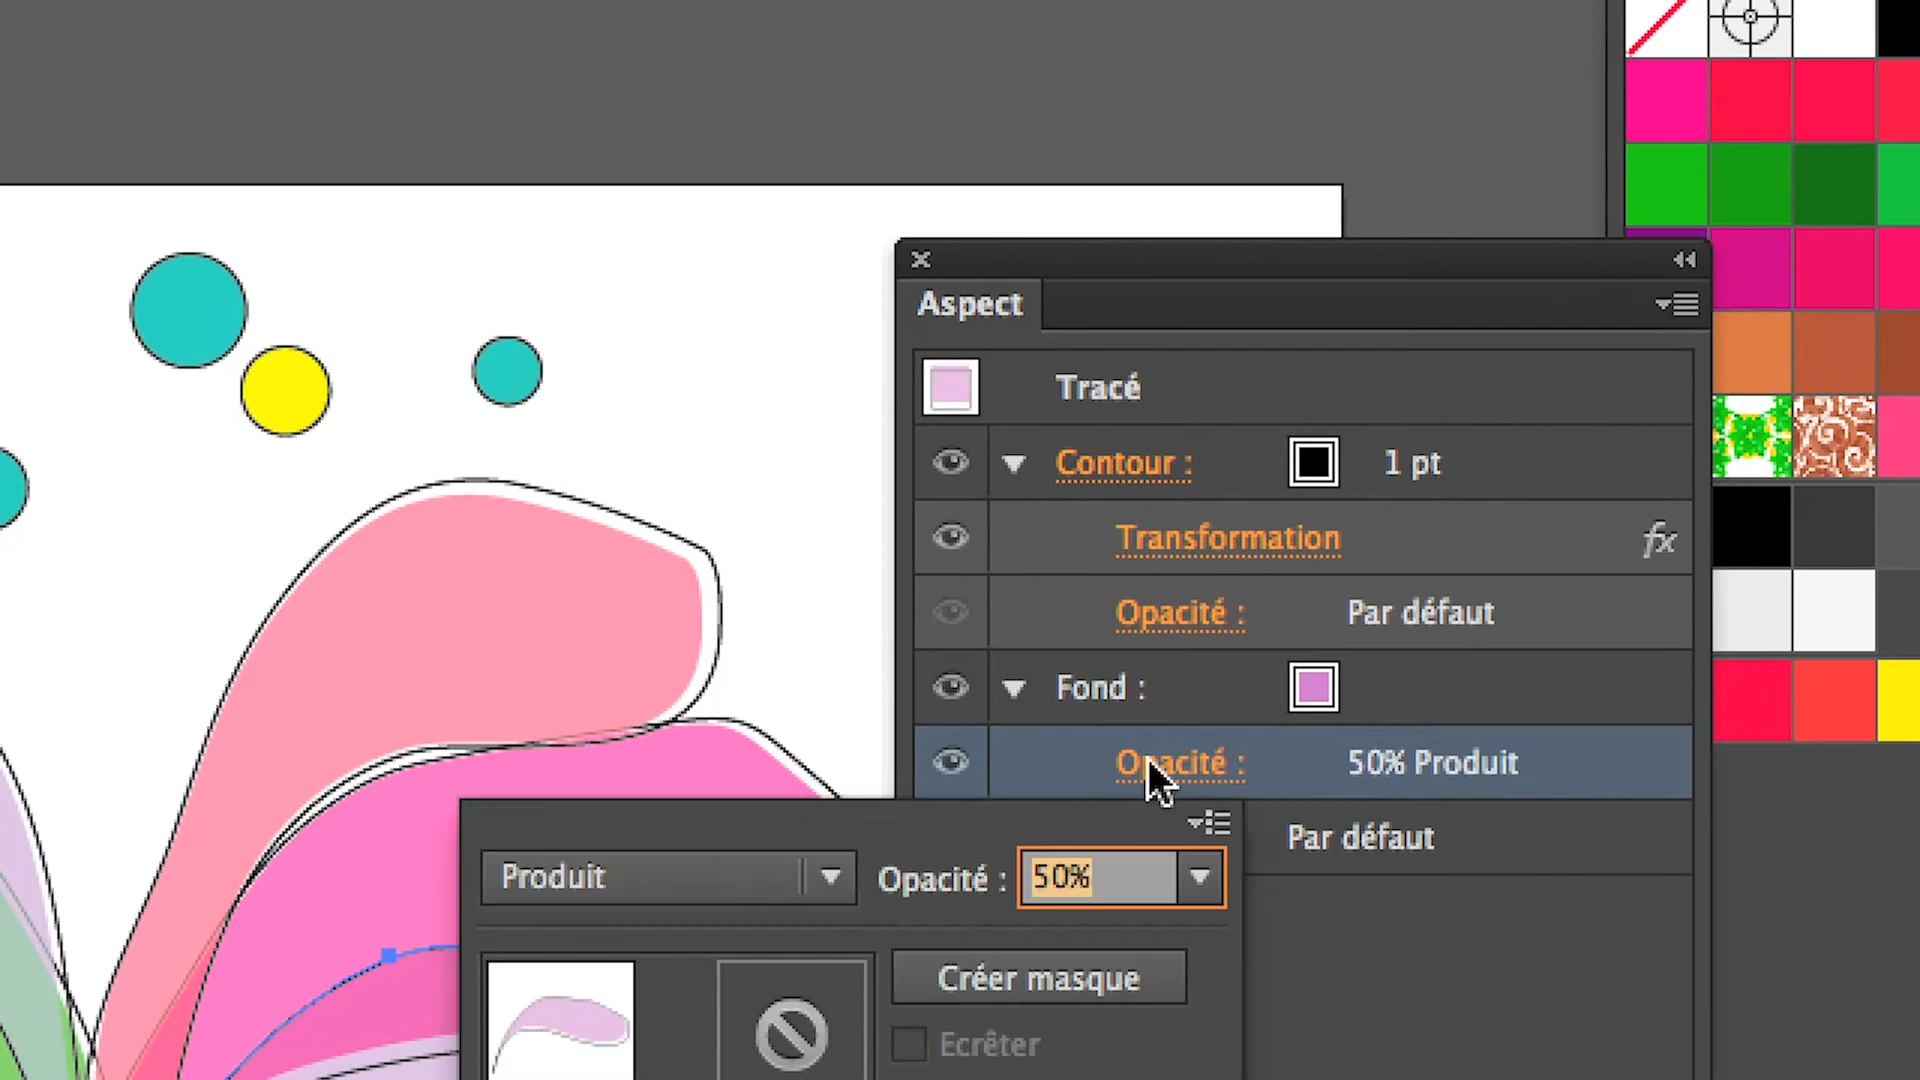 Aspect
Tracé
Contour : 1 pt
Transformation fx
Opacité : Par défaut
Fond :
Opacité : 50% Produit
Par défaut
Produit Opacité : 50%
Créer masque
Ecrêter